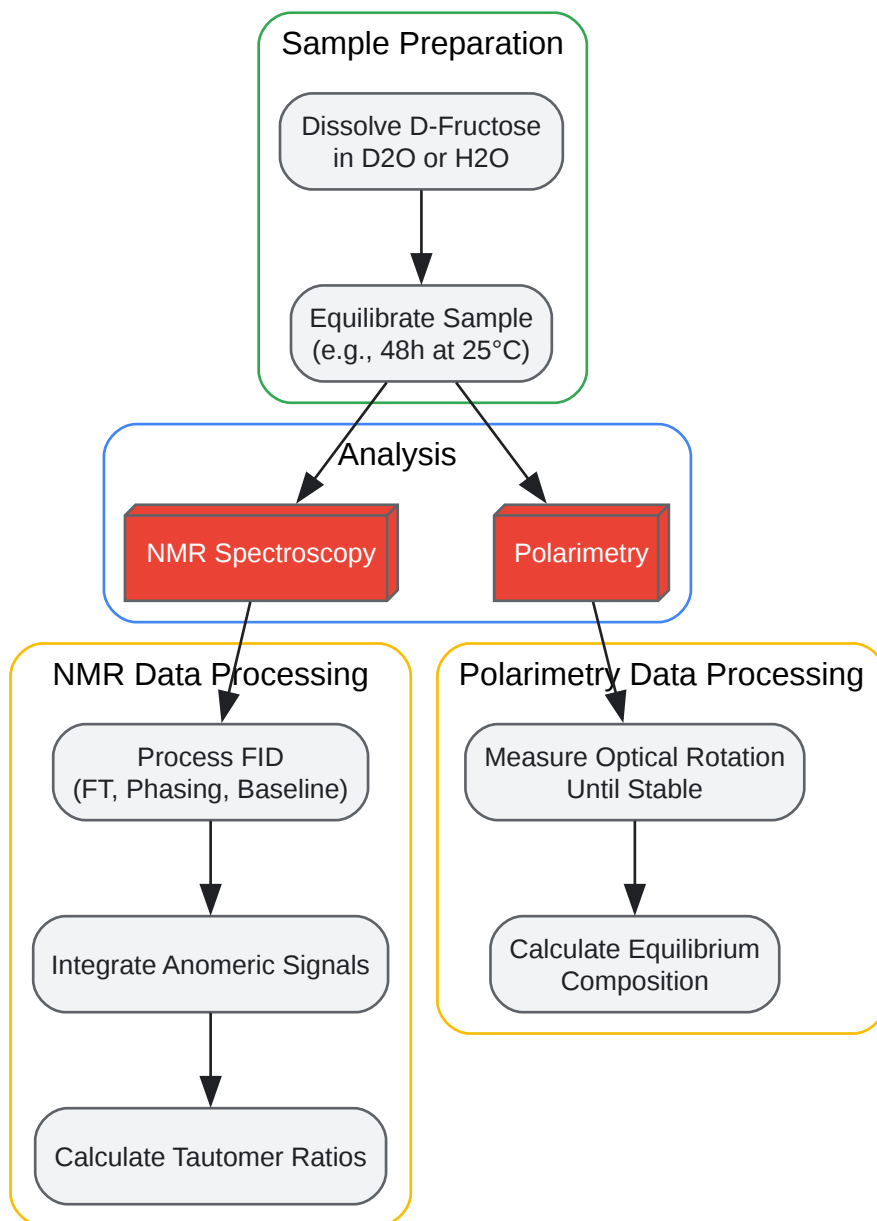 Sample Preparation
Dissolve D-Fructose
in D2O or H2O
Equilibrate Sample
(e.g., 48h at 25°C)
Analysis
NMR Spectroscopy
Polarimetry
NMR Data Processing
Process FID
(FT, Phasing, Baseline)
Integrate Anomeric Signals
Calculate Tautomer Ratios
Polarimetry Data Processing
Measure Optical Rotation
Until Stable
Calculate Equilibrium
Composition